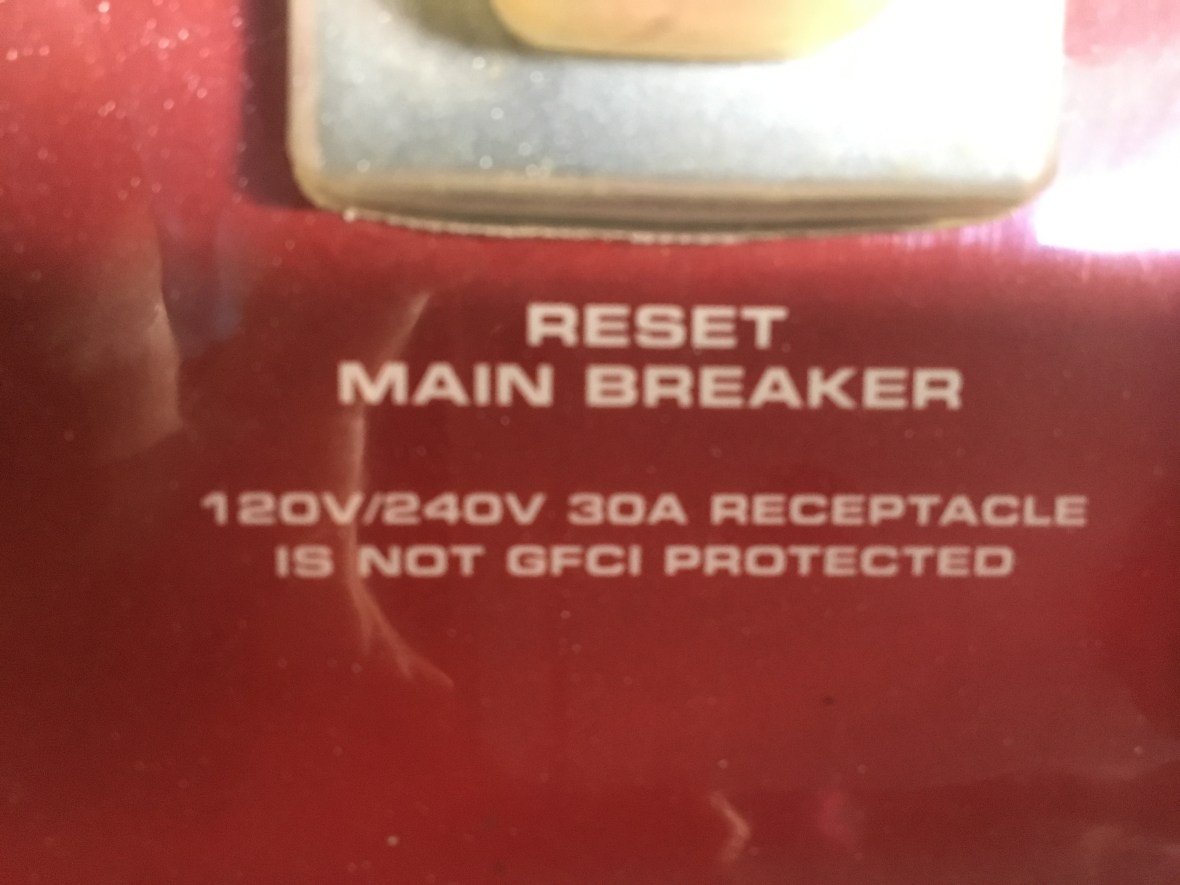 RESET
MAIN BREAKER
120V/240V 30A RECEPTACLE
IS NOT GFCI PROTECTED